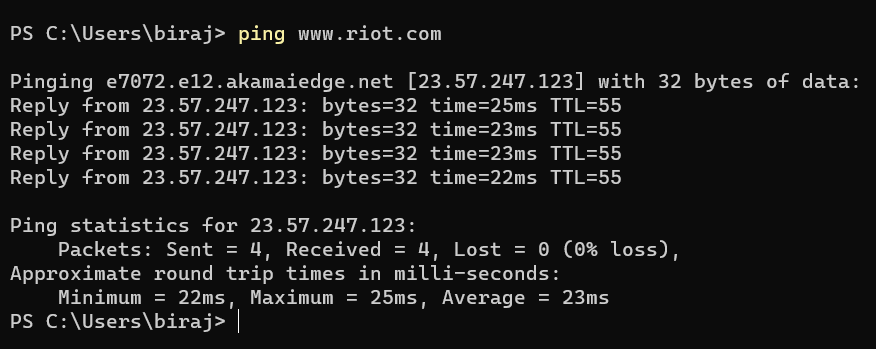 PS C:\Users\biraj> ping www.riot.com
Pinging e7072.e12.akamaiedge.net [23.57.247.123] with 32 bytes of data:
Reply from 23.57.247.123: bytes=32 time=25ms TTL=55
Reply from 23.57.247.123: bytes=32 time=23ms TTL=55
Reply from 23.57.247.123: bytes=32 time=23ms TTL=55
Reply from 23.57.247.123: bytes=32 time=22ms TTL=55
Ping statistics for 23.57.247.123:
    Packets: Sent = 4, Received = 4, Lost = 0 (0% loss),
Approximate round trip times in milli-seconds:
    Minimum = 22ms, Maximum = 25ms, Average = 23ms
PS C:\Users\biraj>